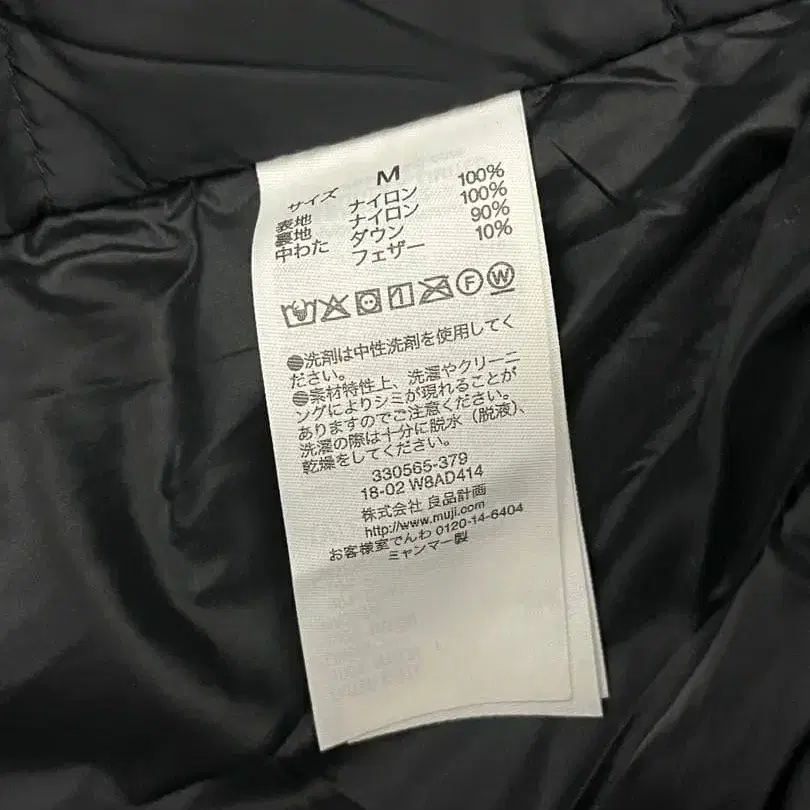 サイズ M
表地 ナイロン 100%
裏地 ナイロン 100%
中わた ダウン 90%
フェザー 10%
F W
●洗剤は中性洗剤を使用してく
ださい。
●素材特性上、洗濯やクリーニ
ングによりシミが現れることが
ありますのでご注意ください。
洗濯の際は十分に脱水（脱液）、
乾燥をしてください。
330565-379
18-02 W8AD414
株式会社 良品計画
http://www.muji.com
お客様室でんわ 0120-14-6404
ミャンマー製